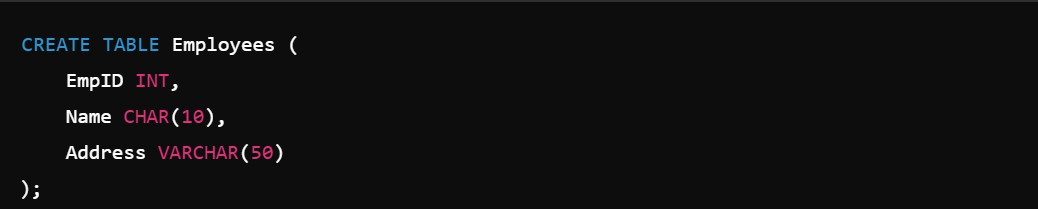 CREATE TABLE Employees (
    EmpID INT,
    Name CHAR(10),
    Address VARCHAR(50)
);